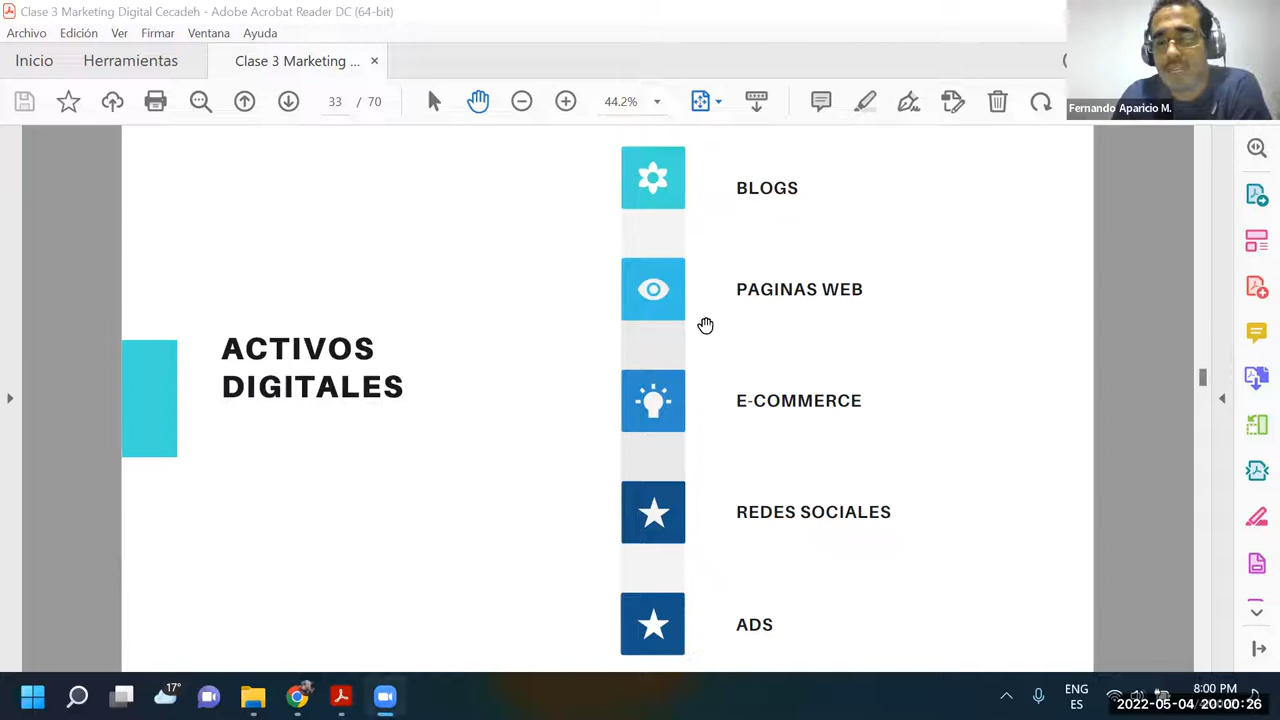 Clase 3 Marketing Digital Cecadeh - Adobe Acrobat Reader DC (64-bit)
Archivo Edición Ver Firmar Ventana Ayuda
Inicio Herramientas Clase 3 Marketing ... ×
33 / 70 44.2%
Fernando Aparicio M.
BLOGS
PAGINAS WEB
ACTIVOS
DIGITALES
E-COMMERCE
REDES SOCIALES
ADS
17°
ENG
ES
8:00 PM
2022-05-04 20:00:26